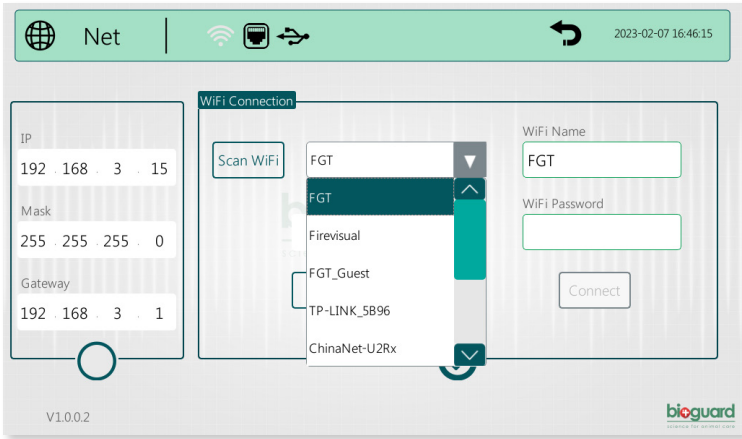 Net
2023-02-07 16:46:15
IP
192 . 168 . 3 . 15
Mask
255 . 255 . 255 . 0
Gateway
192 . 168 . 3 . 1
WiFi Connection
Scan WiFi
FGT
FGT
Firevisual
FGT_Guest
TP-LINK_5B96
ChinaNet-U2Rx
WiFi Name
FGT
WiFi Password
Connect
V1.0.0.2
bioguard
science for animal care